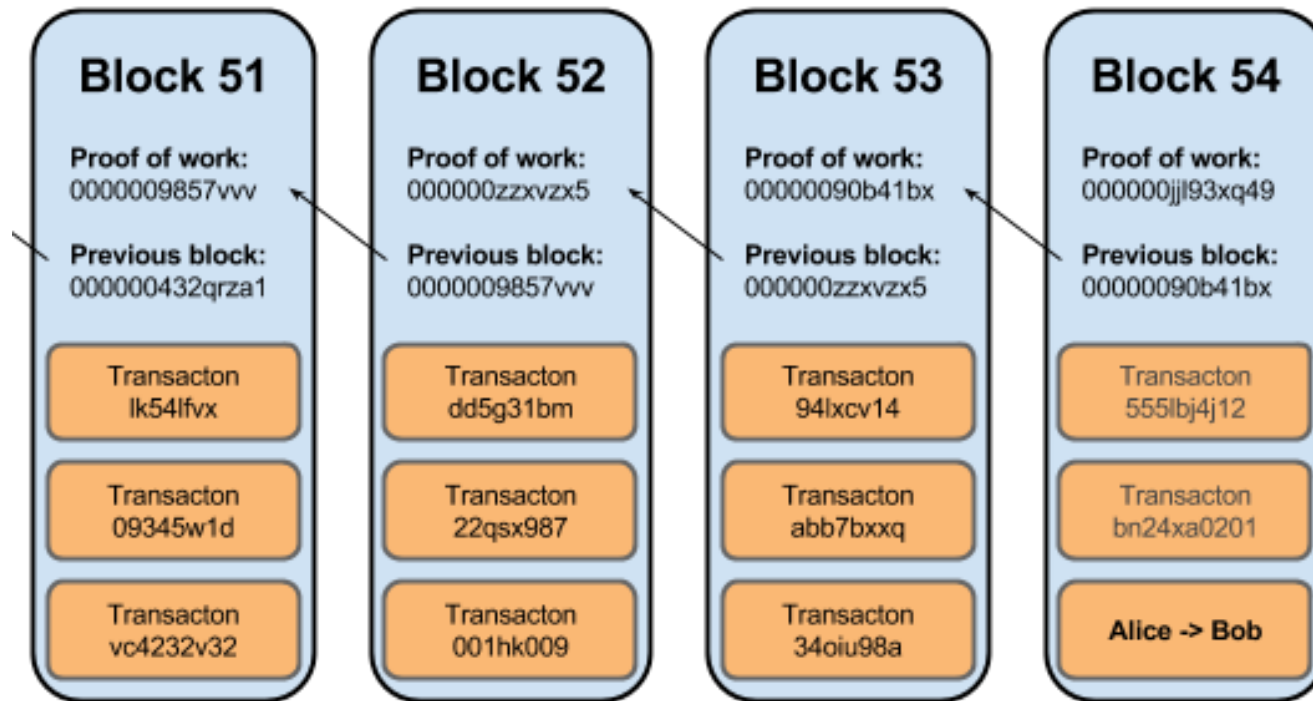 Block 51
Proof of work:
0000009857vvv
Previous block:
000000432qrza1
Transacton
lk54lfvx
Transacton
09345w1d
Transacton
vc4232v32
Block 52
Proof of work:
000000zzxvzx5
Previous block:
0000009857vvv
Transacton
dd5g31bm
Transacton
22qsx987
Transacton
001hk009
Block 53
Proof of work:
00000090b41bx
Previous block:
000000zzxvzx5
Transacton
94lxcv14
Transacton
abb7bxxq
Transacton
34oiu98a
Block 54
Proof of work:
000000jjl93xq49
Previous block:
00000090b41bx
Transacton
555lbj4j12
Transacton
bn24xa0201
Alice -> Bob